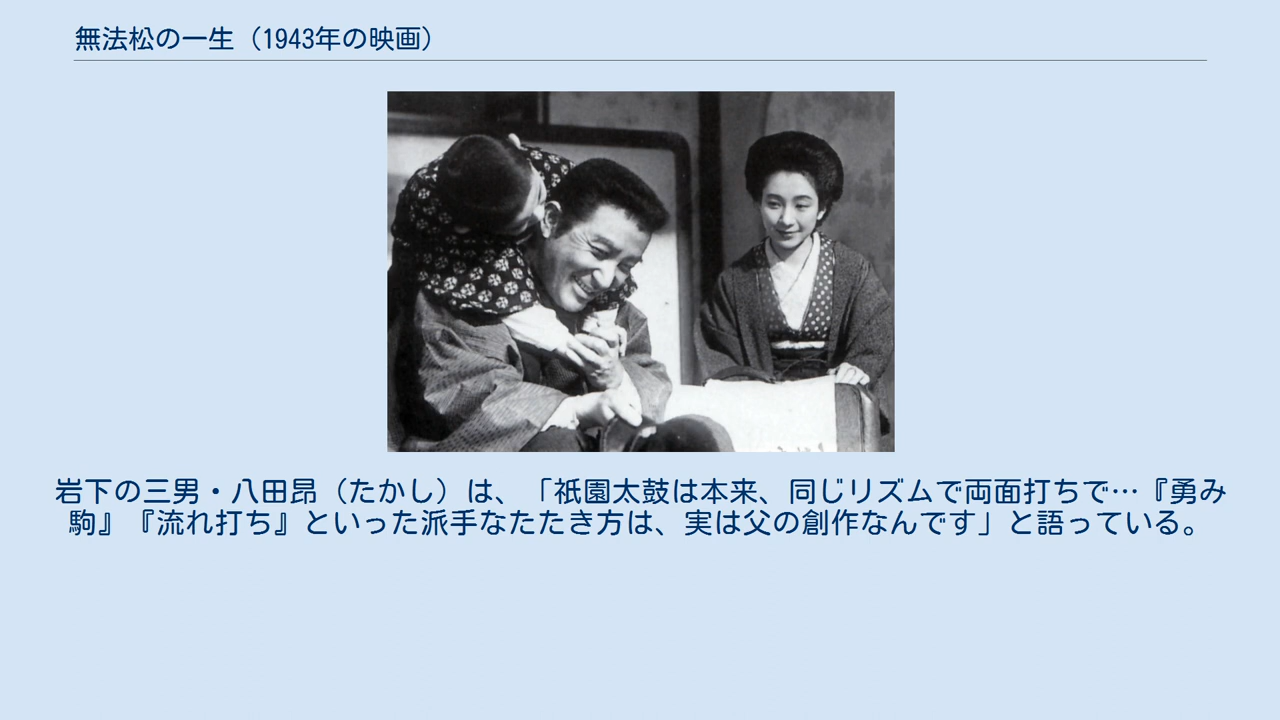 無法松の一生（1943年の映画）
岩下の三男・八田昂（たかし）は、「祇園太鼓は本来、同じリズムで両面打ちで…『勇み
駒』『流れ打ち』といった派手なたたき方は、実は父の創作なんです」と語っている。